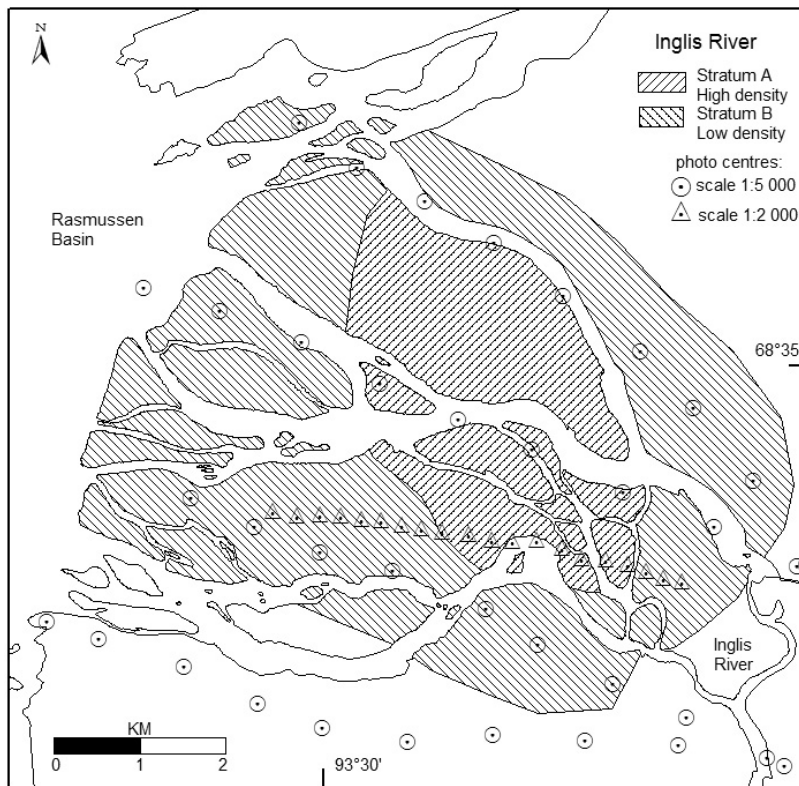 N
Inglis River
Stratum A
High density
Stratum B
Low density
photo centres:
scale 1:5 000
scale 1:2 000
Rasmussen
Basin
68°35
Inglis
River
KM
0 1 2
93°30'